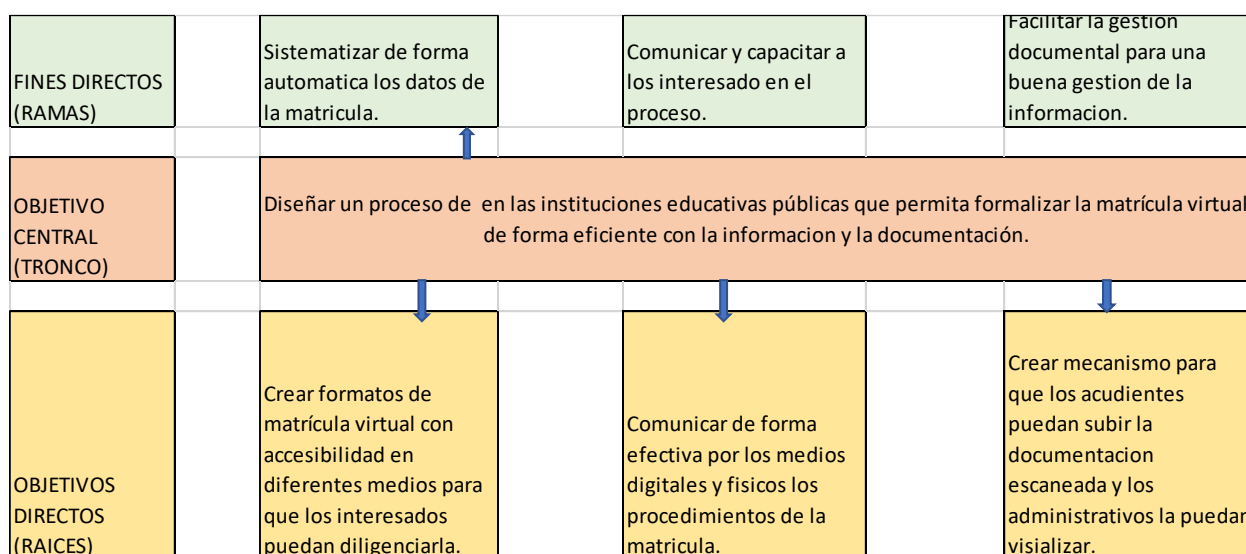 FINES DIRECTOS
(RAMAS)
Sistematizar de forma
automatica los datos de
la matricula.
Comunicar y capacitar a
los interesado en el
proceso.
Facilitar la gestion
documental para una
buena gestion de la
informacion.
OBJETIVO
CENTRAL
(TRONCO)
Diseñar un proceso de  en las instituciones educativas públicas que permita formalizar la matrícula virtual
de forma eficiente con la informacion y la documentación.
OBJETIVOS
DIRECTOS
(RAICES)
Crear formatos de
matrícula virtual con
accesibilidad en
diferentes medios para
que los interesados
puedan diligenciarla.
Comunicar de forma
efectiva por los medios
digitales y fisicos los
procedimientos de la
matricula.
Crear mecanismo para
que los acudientes
puedan subir la
documentacion
escaneada y los
administrativos la puedan
visializar.